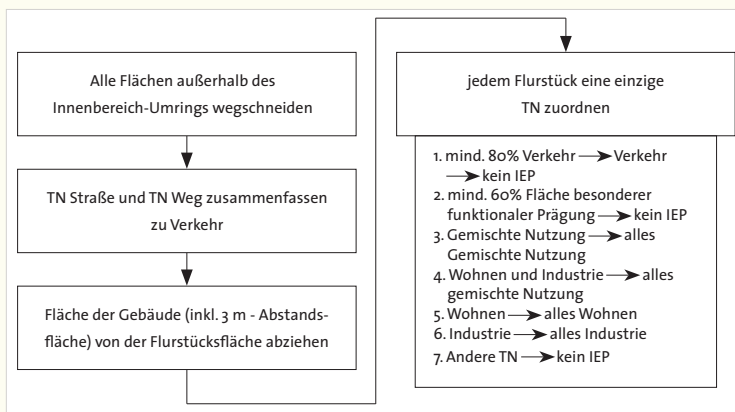 Alle Flächen außerhalb des
Innenbereich-Umrings wegschneiden
TN Straße und TN Weg zusammenfassen
zu Verkehr
Fläche der Gebäude (inkl. 3 m - Abstands-
fläche) von der Flurstücksfläche abziehen
jedem Flurstück eine einzige
TN zuordnen
1. mind. 80% Verkehr → Verkehr
→ kein IEP
2. mind. 60% Fläche besonderer
funktionaler Prägung → kein IEP
3. Gemischte Nutzung → alles
Gemischte Nutzung
4. Wohnen und Industrie → alles
gemischte Nutzung
5. Wohnen → alles Wohnen
6. Industrie → alles Industrie
7. Andere TN → kein IEP